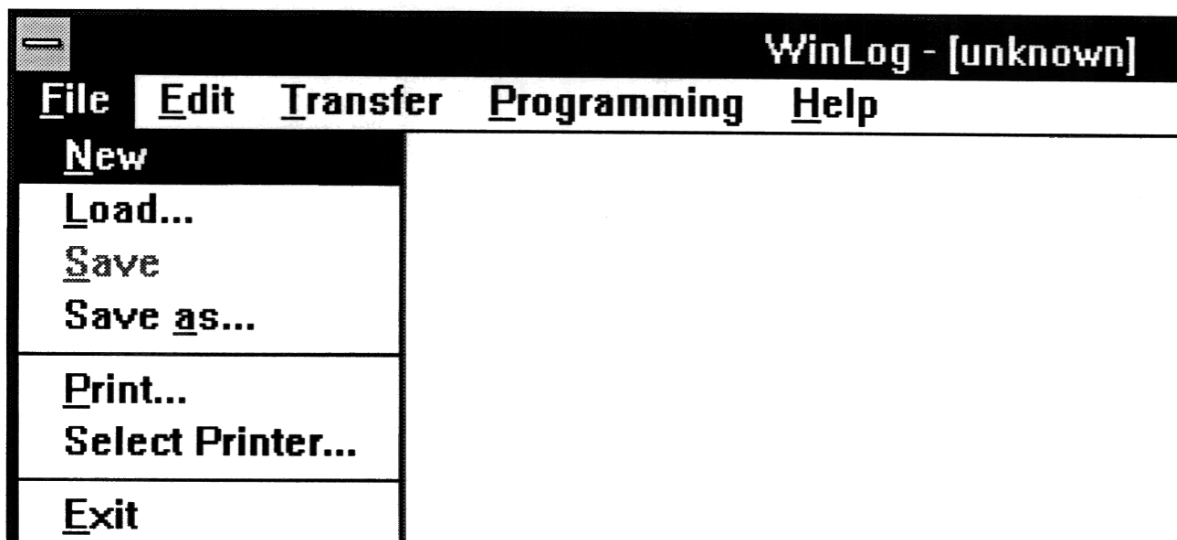 WinLog - [unknown]
File Edit Transfer Programming Help
New
Load...
Save
Save as...
Print...
Select Printer...
Exit